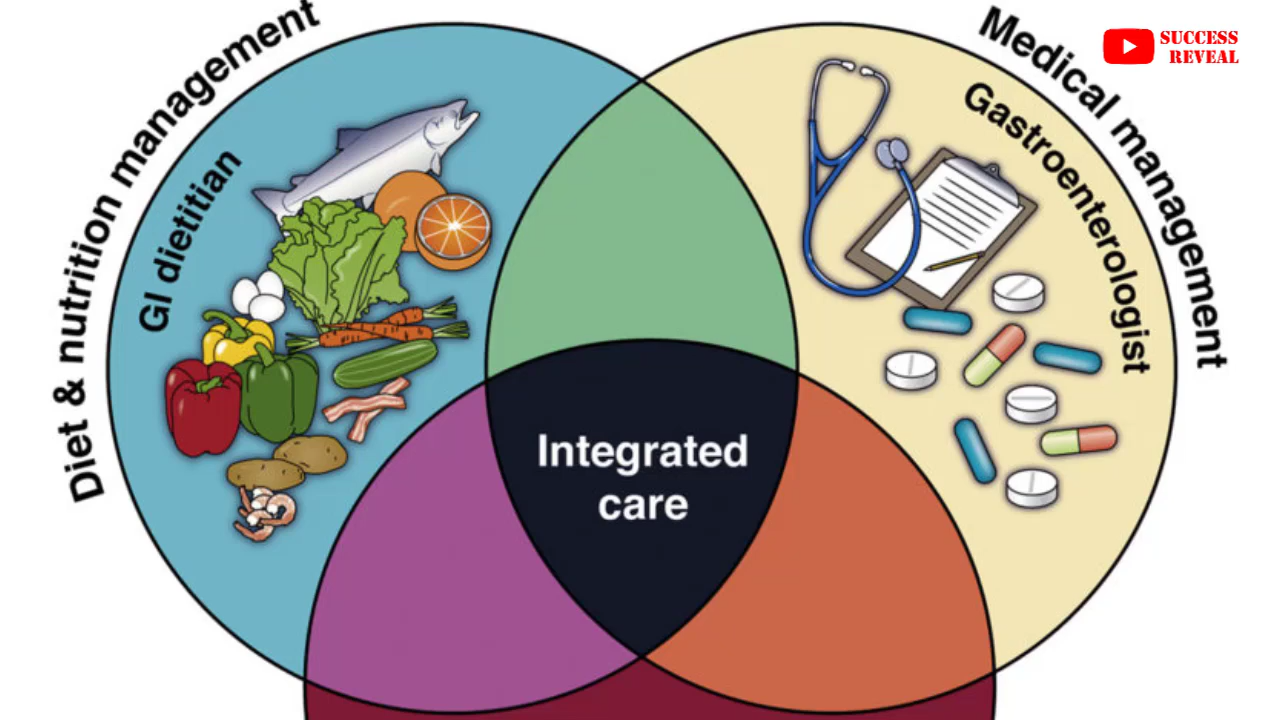 Diet & nutrition management
GI dietitian
Medical management
Gastroenterologist
SUCCESS
REVEAL
Integrated
care